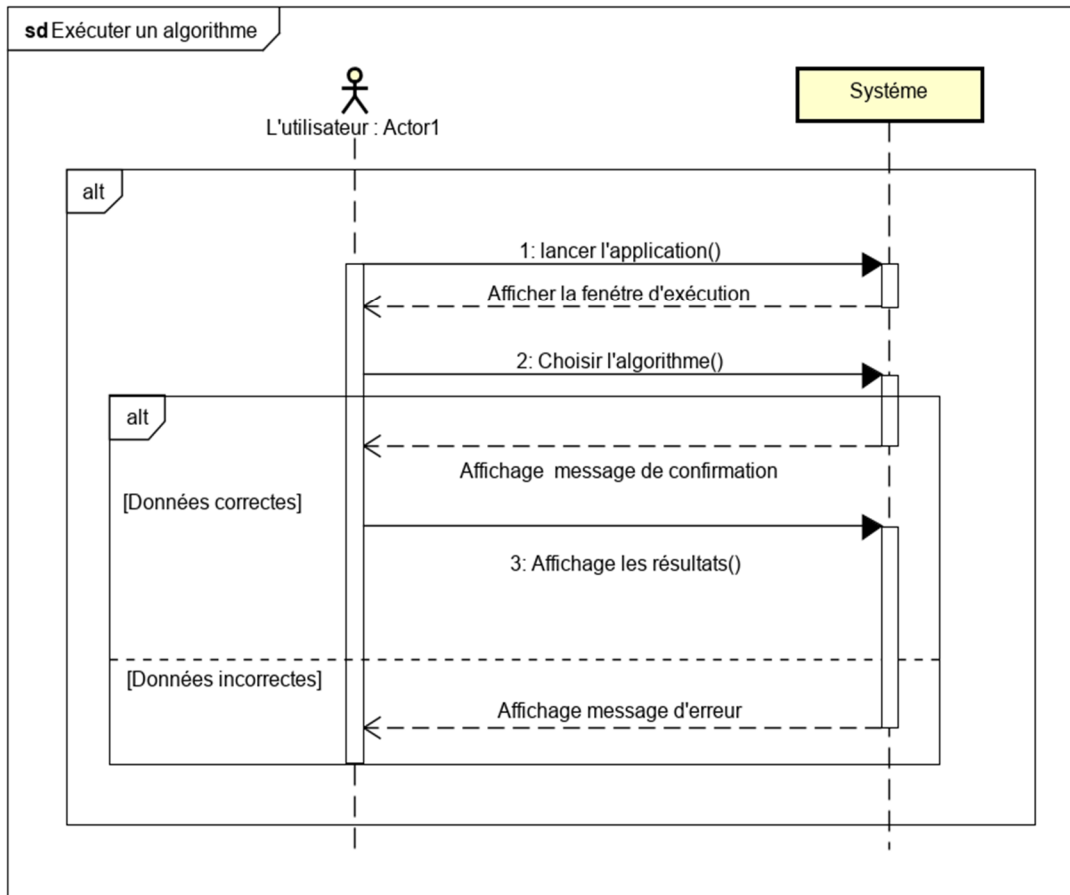 sd Exécuter un algorithme
L'utilisateur : Actor1
Systéme
alt
1: lancer l'application()
Afficher la fenétre d'exécution
2: Choisir l'algorithme()
alt
Affichage message de confirmation
[Données correctes]
3: Affichage les résultats()
[Données incorrectes]
Affichage message d'erreur